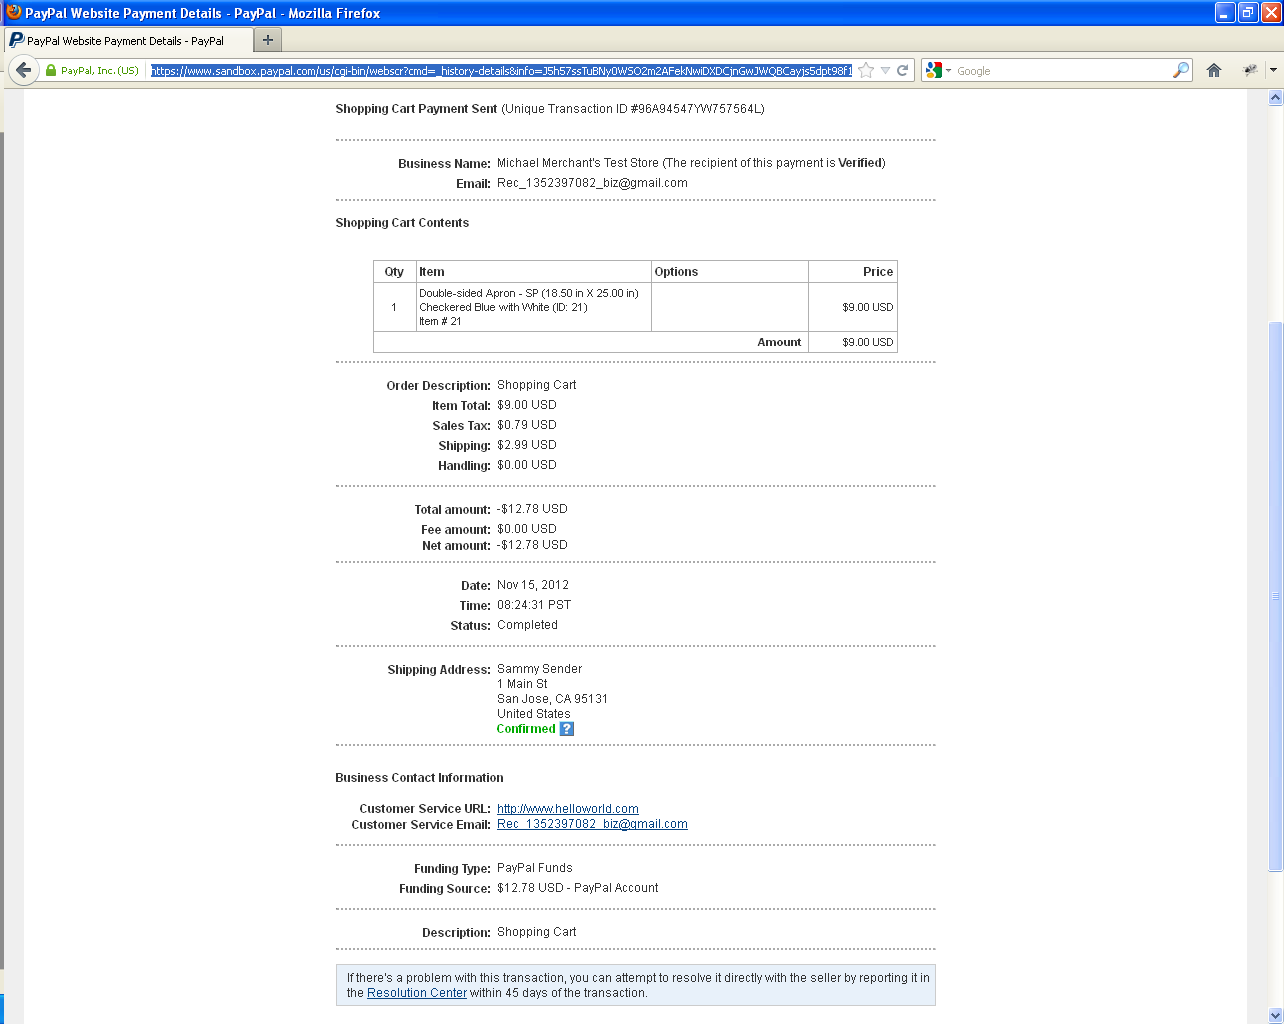 PayPal Website Payment Details - PayPal - Mozilla Firefox
PayPal Website Payment Details - PayPal
PayPal, Inc. (US)
https://www.sandbox.paypal.com/us/cgi-bin/webscr?cmd=_history-details&info=J5h57ssTuBNy0W5O2m2AFekNwiDXDCjnGwJWQBCayjs5dpt98f1
Google
Shopping Cart Payment Sent (Unique Transaction ID #96A94547YW757564L)
Business Name: Michael Merchant's Test Store (The recipient of this payment is Verified)
Email: Rec_1352397082_biz@gmail.com
Shopping Cart Contents
Qty Item Options Price
1 Double-sided Apron - SP (18.50 in X 25.00 in)
Checkered Blue with White (ID: 21) $9.00 USD
Item # 21
Amount $9.00 USD
Order Description: Shopping Cart
Item Total: $9.00 USD
Sales Tax: $0.79 USD
Shipping: $2.99 USD
Handling: $0.00 USD
Total amount: -$12.78 USD
Fee amount: $0.00 USD
Net amount: -$12.78 USD
Date: Nov 15, 2012
Time: 08:24:31 PST
Status: Completed
Shipping Address: Sammy Sender
1 Main St
San Jose, CA 95131
United States
Confirmed ?
Business Contact Information
Customer Service URL: http://www.helloworld.com
Customer Service Email: Rec_1352397082_biz@gmail.com
Funding Type: PayPal Funds
Funding Source: $12.78 USD - PayPal Account
Description: Shopping Cart
If there's a problem with this transaction, you can attempt to resolve it directly with the seller by reporting it in
the Resolution Center within 45 days of the transaction.